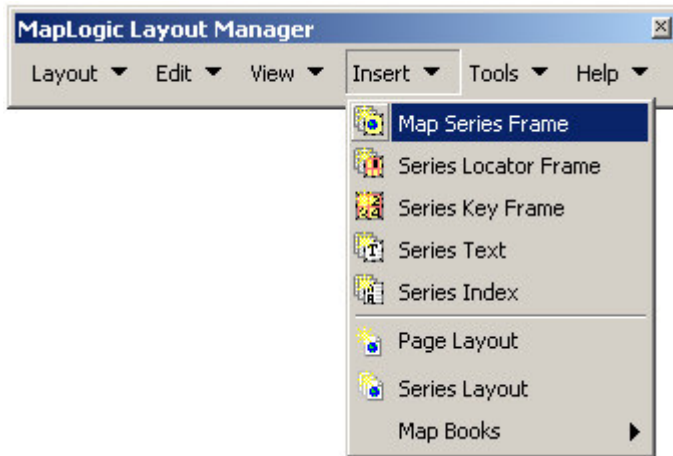 MapLogic Layout Manager
Layout Edit View Insert Tools Help
Map Series Frame
Series Locator Frame
Series Key Frame
Series Text
Series Index
Page Layout
Series Layout
Map Books